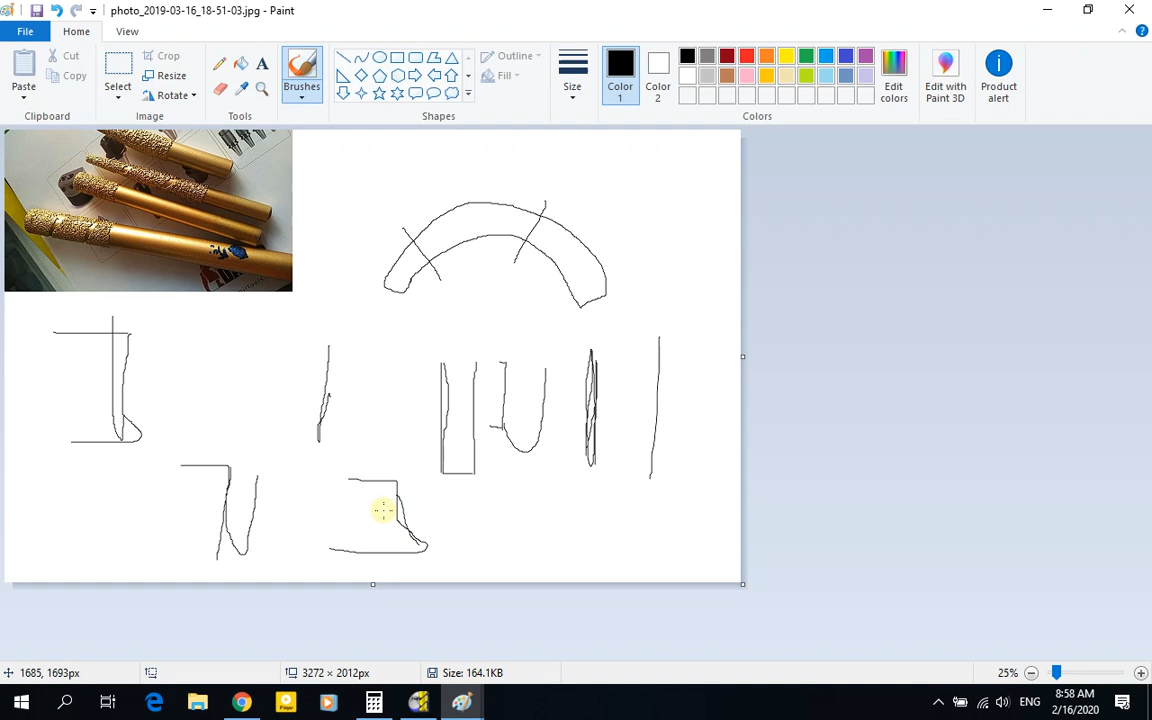 photo_2019-03-16_18-51-03.jpg - Paint
File Home View
Paste
Cut
Copy
Clipboard
Select
Crop
Resize
Rotate
Image
A
Tools
Brushes
Outline
Fill
Shapes
Size
Color 1
Color 2
Edit colors
Colors
Edit with Paint 3D
Product alert
1685, 1693px
3272 × 2012px
Size: 164.1KB
25%
ENG
8:58 AM
2/16/2020